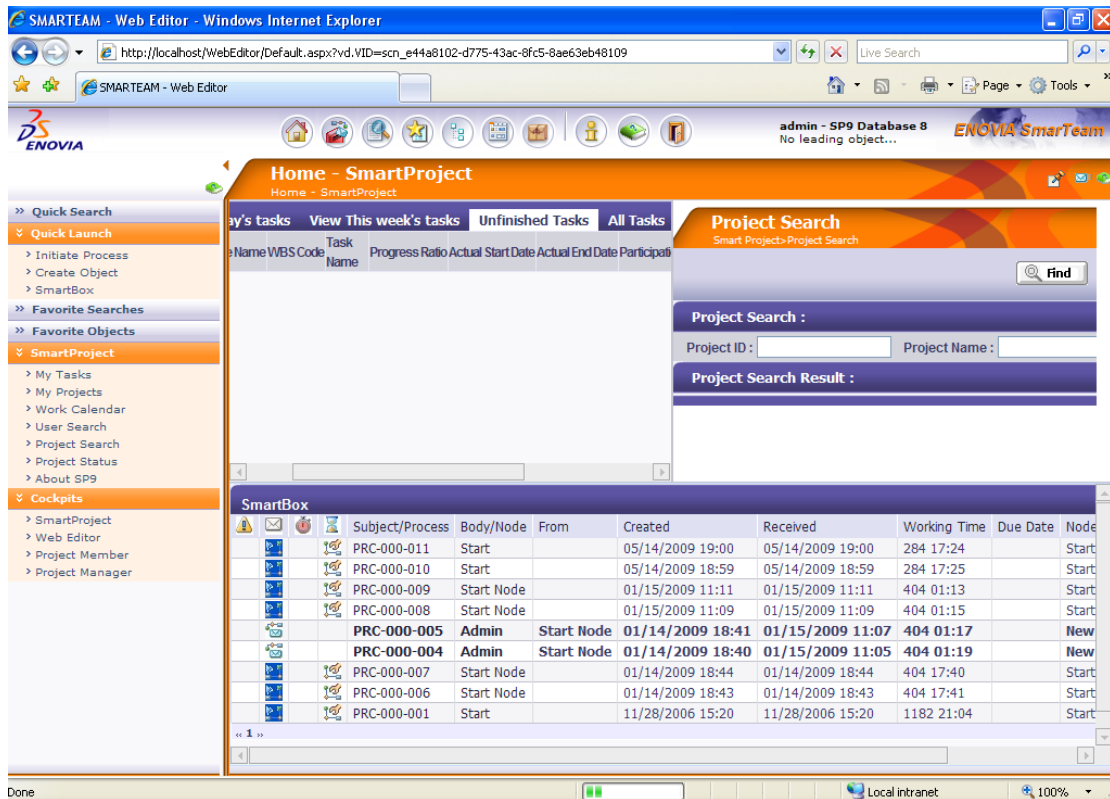 SMARTEAM - Web Editor - Windows Internet Explorer
http://localhost/WebEditor/Default.aspx?vd.VID=scn_e44a8102-d775-43ac-8fc5-8ae63eb48109
Live Search
SMARTEAM - Web Editor
Page Tools »
ENOVIA
admin - SP9 Database 8
No leading object...
ENOVIA SmarTeam
Home - SmartProject
Home - SmartProject
Quick Search
Quick Launch
Initiate Process
Create Object
SmartBox
Favorite Searches
Favorite Objects
SmartProject
My Tasks
My Projects
Work Calendar
User Search
Project Search
Project Status
About SP9
Cockpits
SmartProject
Web Editor
Project Member
Project Manager
ay's tasks View This week's tasks Unfinished Tasks All Tasks
e Name WBS Code Task Name Progress Ratio Actual Start Date Actual End Date Participati
Project Search
Smart Project>Project Search
Find
Project Search :
Project ID : Project Name :
Project Search Result :
SmartBox
Subject/Process Body/Node From Created Received Working Time Due Date Node
PRC-000-011 Start 05/14/2009 19:00 05/14/2009 19:00 284 17:24 Start
PRC-000-010 Start 05/14/2009 18:59 05/14/2009 18:59 284 17:25 Start
PRC-000-009 Start Node 01/15/2009 11:11 01/15/2009 11:11 404 01:13 Start
PRC-000-008 Start Node 01/15/2009 11:09 01/15/2009 11:09 404 01:15 Start
PRC-000-005 Admin Start Node 01/14/2009 18:41 01/15/2009 11:07 404 01:17 New
PRC-000-004 Admin Start Node 01/14/2009 18:40 01/15/2009 11:05 404 01:19 New
PRC-000-007 Start Node 01/14/2009 18:44 01/14/2009 18:44 404 17:40 Start
PRC-000-006 Start Node 01/14/2009 18:43 01/14/2009 18:43 404 17:41 Start
PRC-000-001 Start 11/28/2006 15:20 11/28/2006 15:20 1182 21:04 Start
« 1 »
Done Local intranet 100%